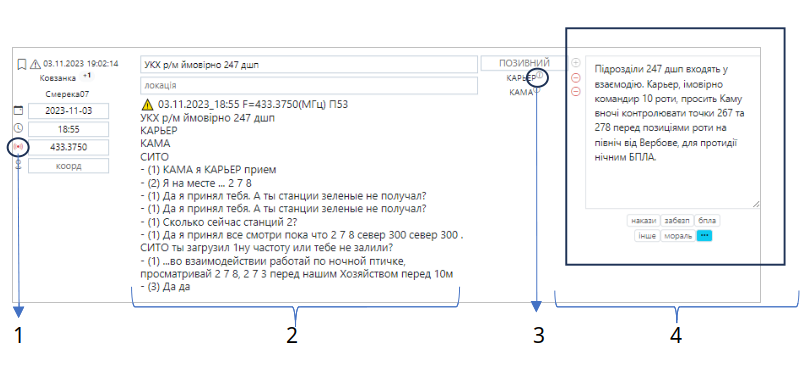 03.11.2023 19:02:14
Ковзанка +1
Смерека07
2023-11-03
18:55
433.3750
коорд
УКХ р/м ймовірно 247 дшп
локація
03.11.2023_18:55 F=433.3750(МГц) П53
УКХ р/м ймовірно 247 дшп
КАРЬЕР
КАМА
СИТО
- (1) КАМА я КАРЬЕР прием
- (2) Я на месте ... 2 7 8
- (1) Да я принял тебя. А ты станции зеленые не получал?
- (1) Да я принял тебя. А ты станции зеленые не получал?
- (1) Сколько сейчас станций 2?
- (1) Да я принял все смотри пока что 2 7 8 север 300 север 300 .
СИТО ты загрузил 1ну частоту или тебе не залили?
- (1) ...во взаимодействии работай по ночной птичке,
просматривай 2 7 8, 2 7 3 перед нашим Хозяйством перед 10м
- (3) Да да
ПОЗИВНИЙ
КАРЬЕР
КАМА
Підрозділи 247 дшп входять у
взаємодію. Карьер, імовірно
командир 10 роти, просить Каму
вночі контролювати точки 267 та
278 перед позиціями роти на
північ від Вербове, для протидії
нічним БПЛА.
накази забезп бпла
інше мораль ...
1 2 3 4